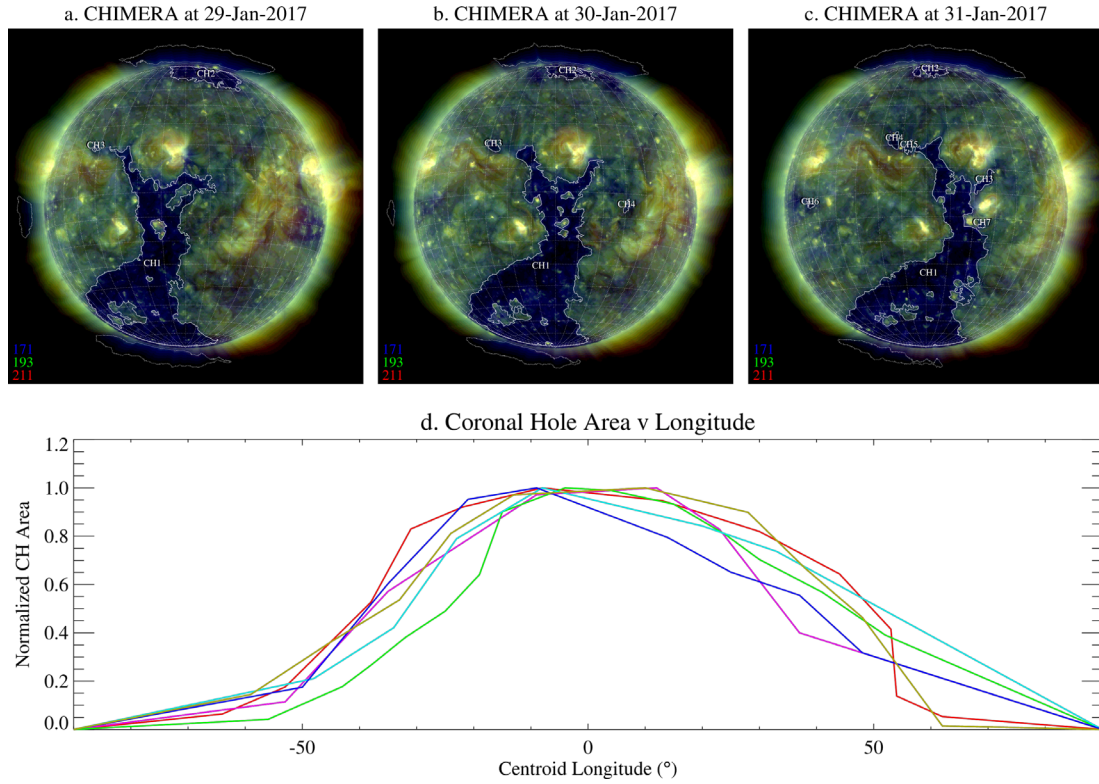 a. CHIMERA at 29-Jan-2017
b. CHIMERA at 30-Jan-2017
c. CHIMERA at 31-Jan-2017
CH2
CH3
CH1
171
193
211
CH2
CH3
CH4
CH1
171
193
211
CH2
CH4
CH5
CH3
CH6
CH7
CH1
171
193
211
d. Coronal Hole Area v Longitude
Normalized CH Area
1.2
1.0
0.8
0.6
0.4
0.2
0.0
-50
0
50
Centroid Longitude (°)